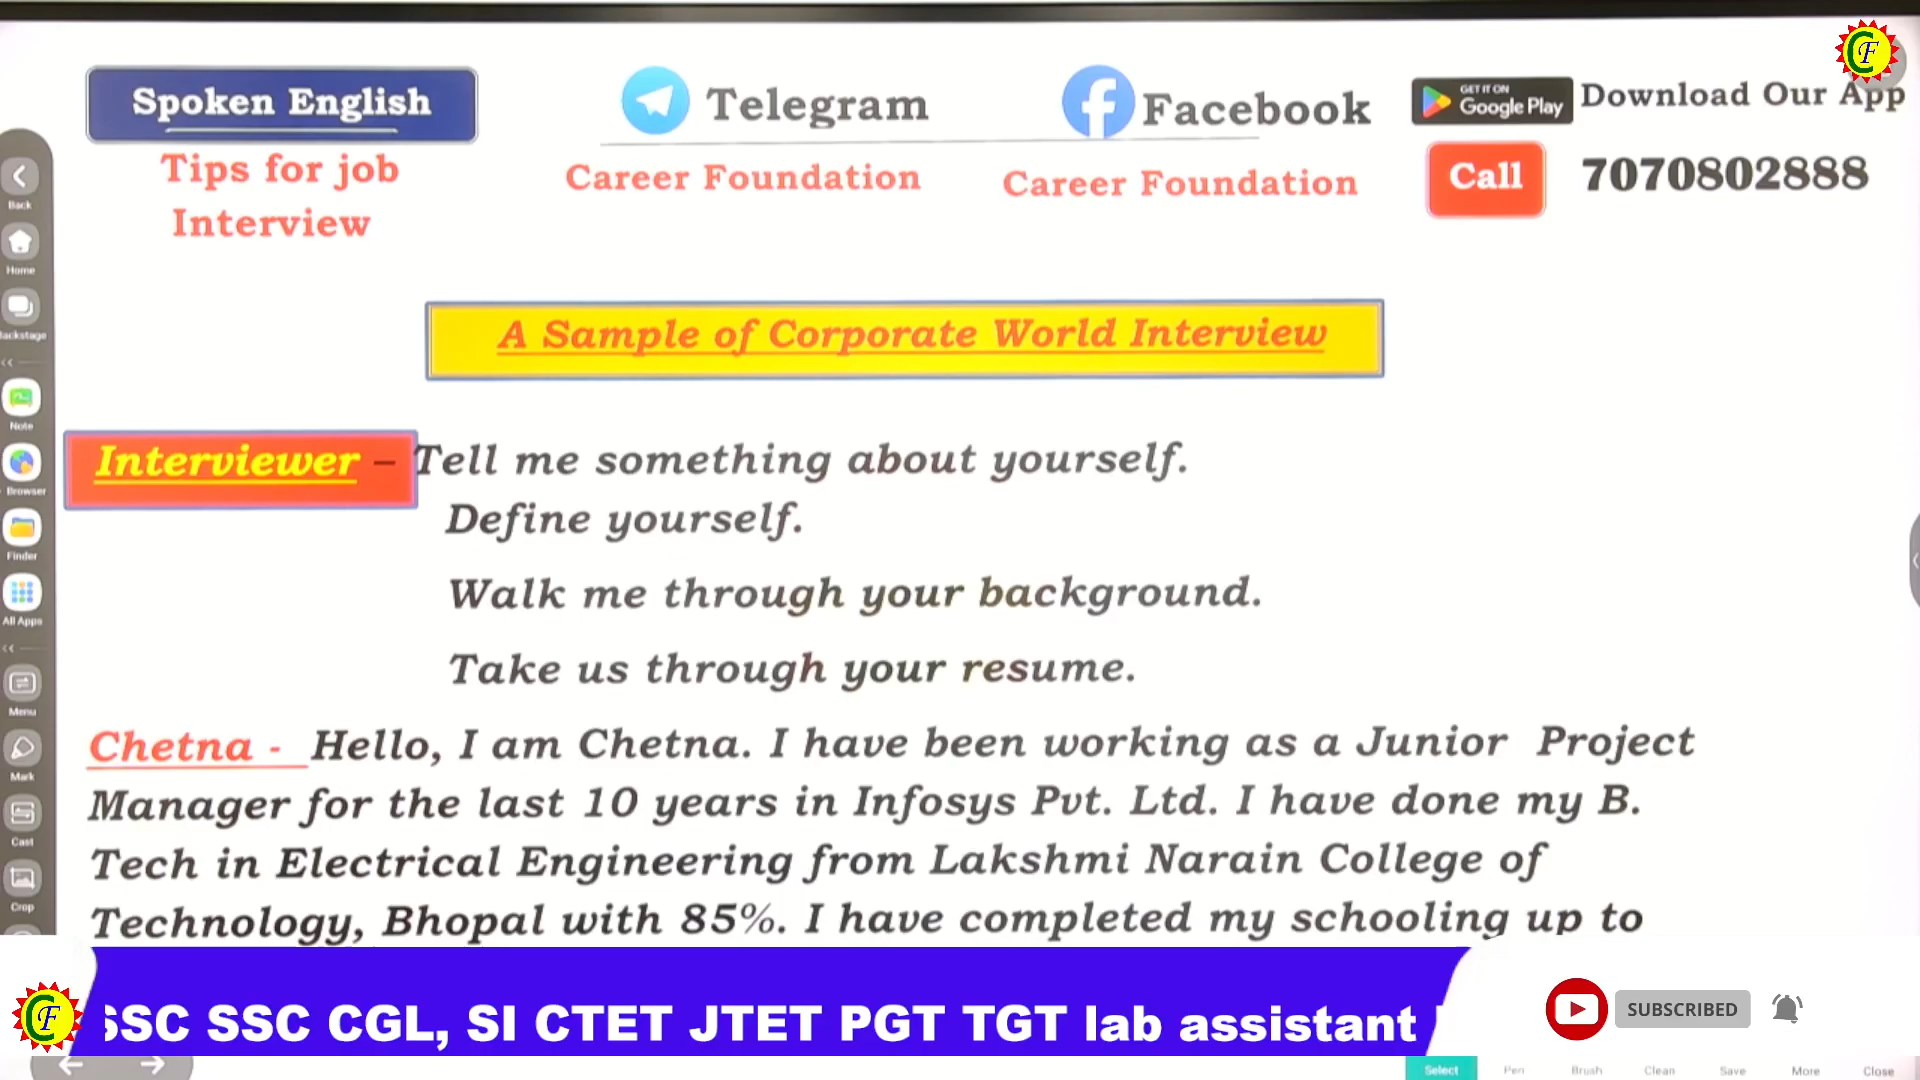 Spoken English
Tips for job
Interview
Telegram
Career Foundation
Facebook
Career Foundation
GET IT ON
Google Play
Download Our App
Call
7070802888
CF
A Sample of Corporate World Interview
Interviewer – Tell me something about yourself.
Define yourself.
Walk me through your background.
Take us through your resume.
Chetna - Hello, I am Chetna. I have been working as a Junior Project
Manager for the last 10 years in Infosys Pvt. Ltd. I have done my B.
Tech in Electrical Engineering from Lakshmi Narain College of
Technology, Bhopal with 85%. I have completed my schooling up to
Back
Home
Backstage
Note
Browser
Finder
All Apps
Menu
Mark
Cast
Crop
CF
SSC SSC CGL, SI CTET JTET PGT TGT lab assistant
SUBSCRIBED
Select
Pen
Brush
Clean
Save
More
Close